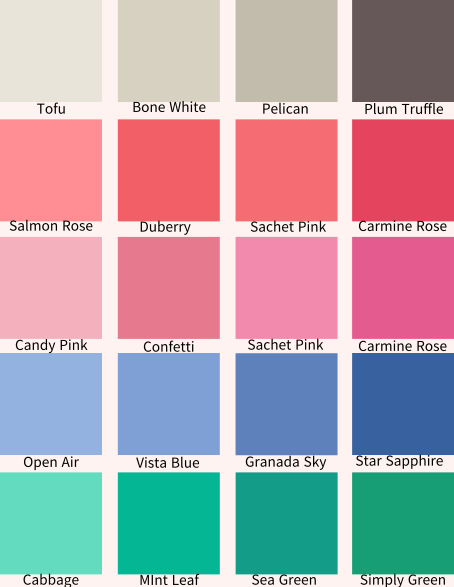 Tofu
Bone White
Pelican
Plum Truffle
Salmon Rose
Duberry
Sachet Pink
Carmine Rose
Candy Pink
Confetti
Sachet Pink
Carmine Rose
Open Air
Vista Blue
Granada Sky
Star Sapphire
Cabbage
MInt Leaf
Sea Green
Simply Green